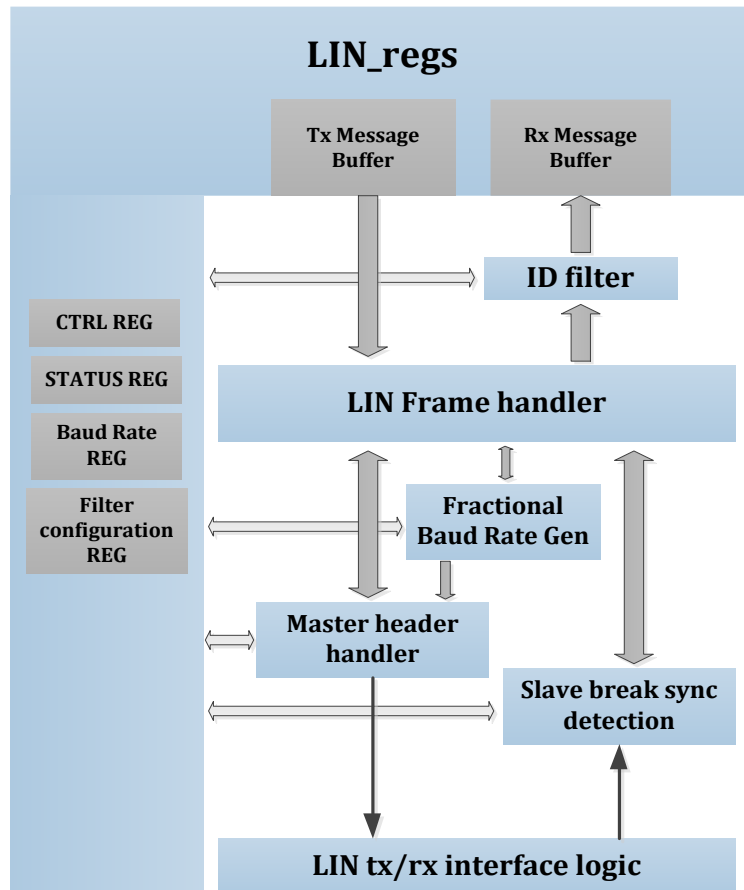 LIN_regs
Tx Message
Buffer
Rx Message
Buffer
ID filter
CTRL REG
STATUS REG
LIN Frame handler
Baud Rate
REG
Filter
configuration
REG
Fractional
Baud Rate Gen
Master header
handler
Slave break sync
detection
LIN tx/rx interface logic